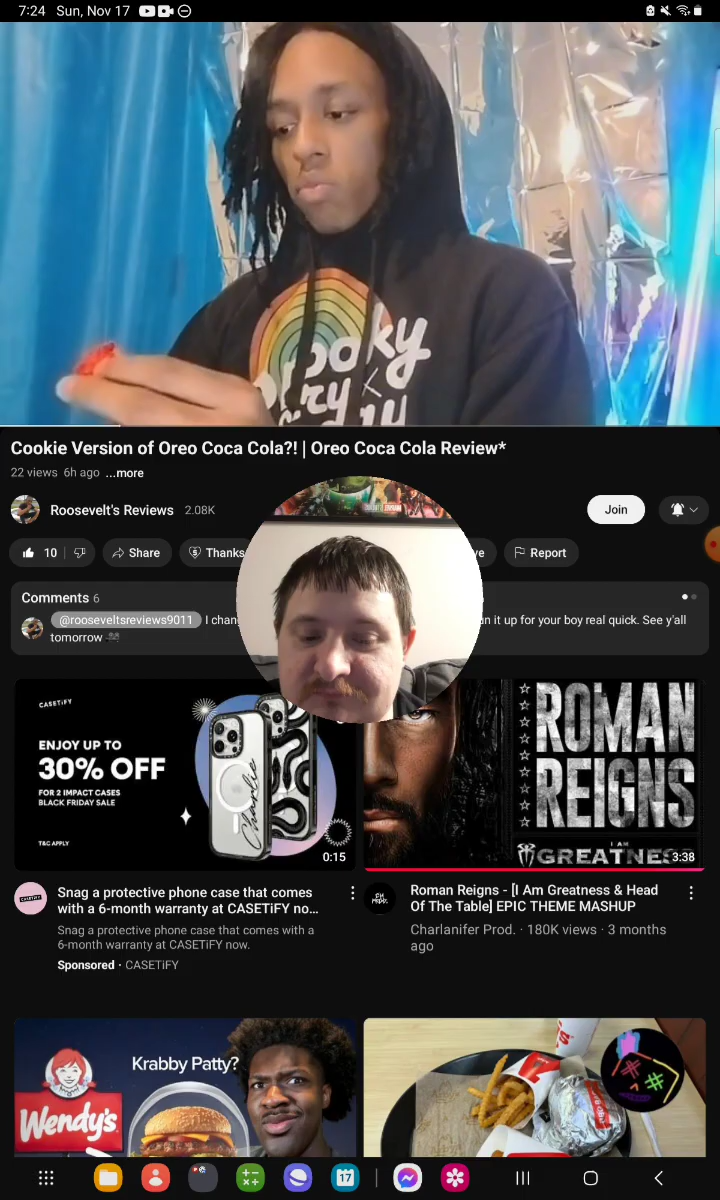 7:24 Sun, Nov 17
Cookie Version of Oreo Coca Cola?! | Oreo Coca Cola Review*
22 views 6h ago ...more
Roosevelt's Reviews 2.08K
Join
10
Share
Thanks
Report
Comments 6
@rooseveltsreviews9011 I
it up for your boy real quick. See y'all
tomorrow
CASETiFY
ENJOY UP TO
30% OFF
FOR 2 IMPACT CASES
BLACK FRIDAY SALE
T&C APPLY
Charlie
0:15
ROMAN
REIGNS
I AM
GREATNES
3:38
Snag a protective phone case that comes
with a 6-month warranty at CASETiFY no...
Snag a protective phone case that comes with a
6-month warranty at CASETiFY now.
Sponsored · CASETiFY
Roman Reigns - [I Am Greatness & Head
Of The Table] EPIC THEME MASHUP
Charlanifer Prod. · 180K views · 3 months
ago
Krabby Patty?
Wendy's
17